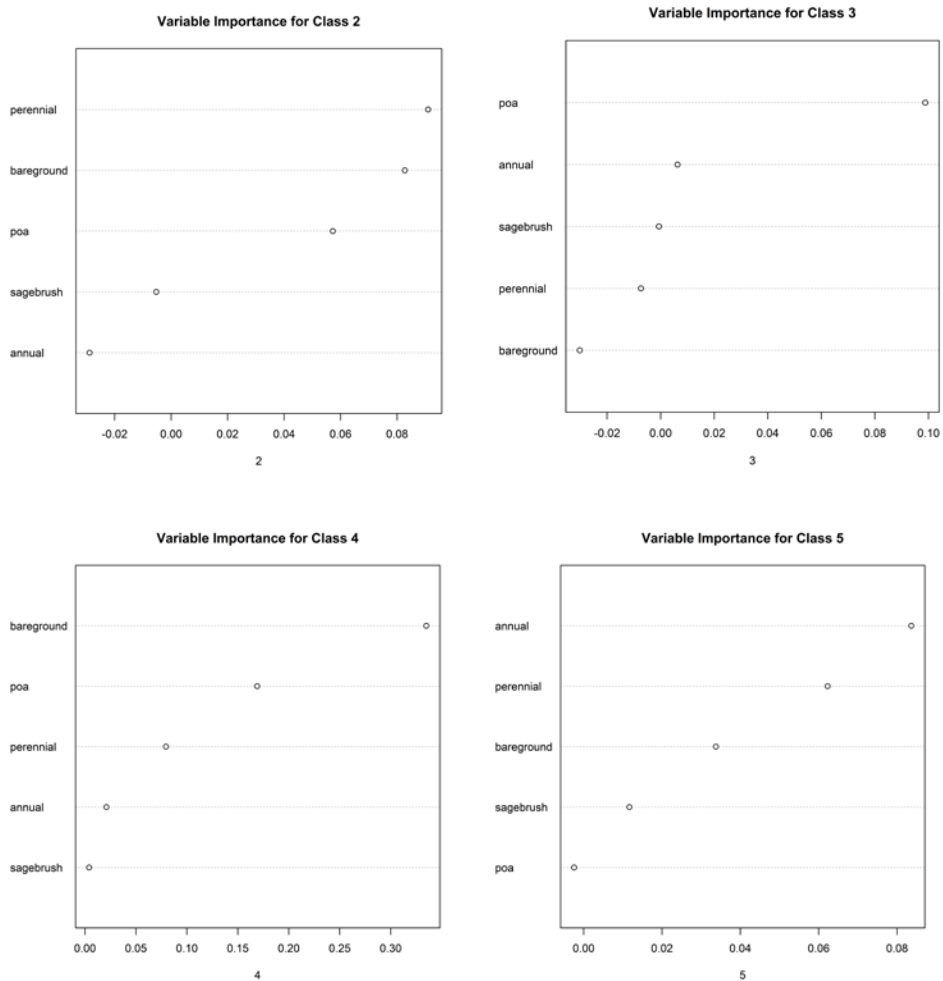 Variable Importance for Class 2
perennial
bareground
poa
sagebrush
annual
-0.02 0.00 0.02 0.04 0.06 0.08
2
Variable Importance for Class 3
poa
annual
sagebrush
perennial
bareground
-0.02 0.00 0.02 0.04 0.06 0.08 0.10
3
Variable Importance for Class 4
bareground
poa
perennial
annual
sagebrush
0.00 0.05 0.10 0.15 0.20 0.25 0.30
4
Variable Importance for Class 5
annual
perennial
bareground
sagebrush
poa
0.00 0.02 0.04 0.06 0.08
5